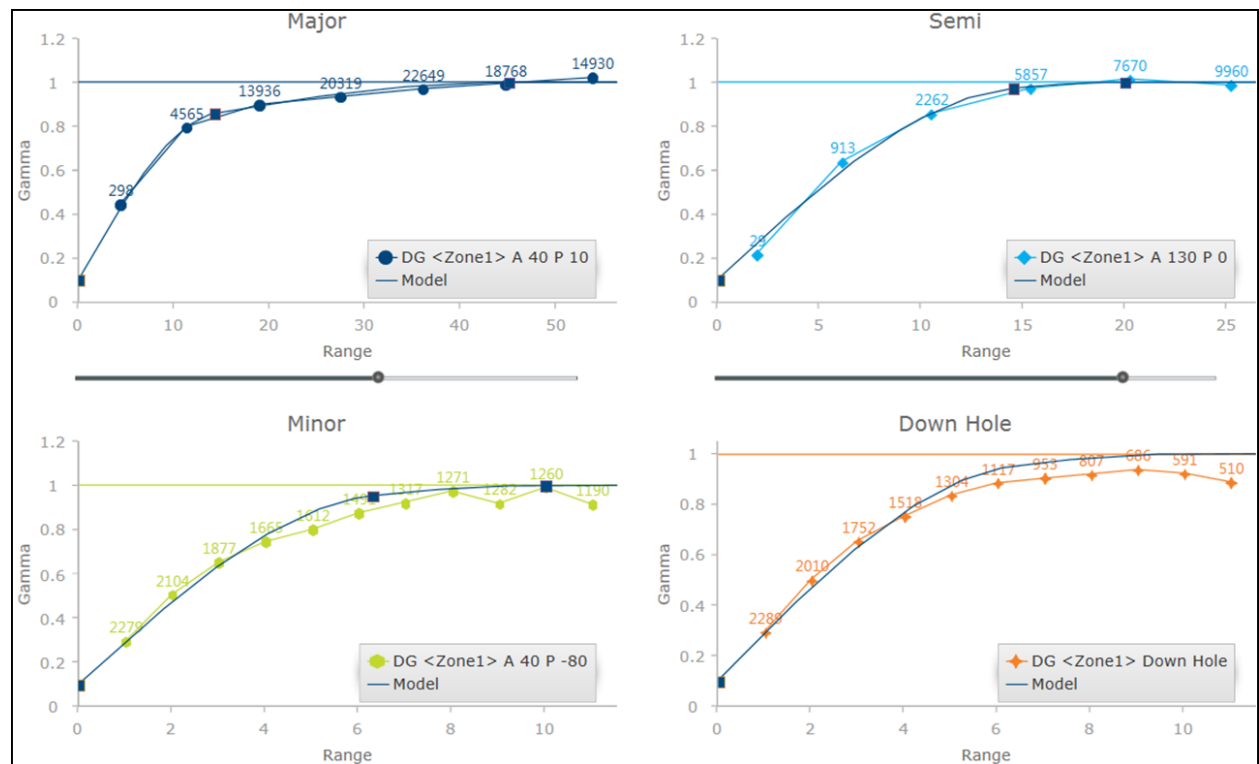 Major
1.2
1
0.8
0.6
0.4
0.2
0
Gamma
298
4565
13936
20319
22649
18768
14930
DG <Zone1> A 40 P 10
Model
0 10 20 30 40 50
Range
Semi
1.2
1
0.8
0.6
0.4
0.2
0
Gamma
29
913
2262
5857
7670
9960
DG <Zone1> A 130 P 0
Model
0 5 10 15 20 25
Range
Minor
1.2
1
0.8
0.6
0.4
0.2
0
Gamma
2279
2104
1877
1665
1612
1317
1271
1282
1260
1190
DG <Zone1> A 40 P -80
Model
0 2 4 6 8 10
Range
Down Hole
1
0.8
0.6
0.4
0.2
0
Gamma
2289
2010
1752
1518
1304
1117
953
807
686
591
510
DG <Zone1> Down Hole
Model
0 2 4 6 8 10
Range